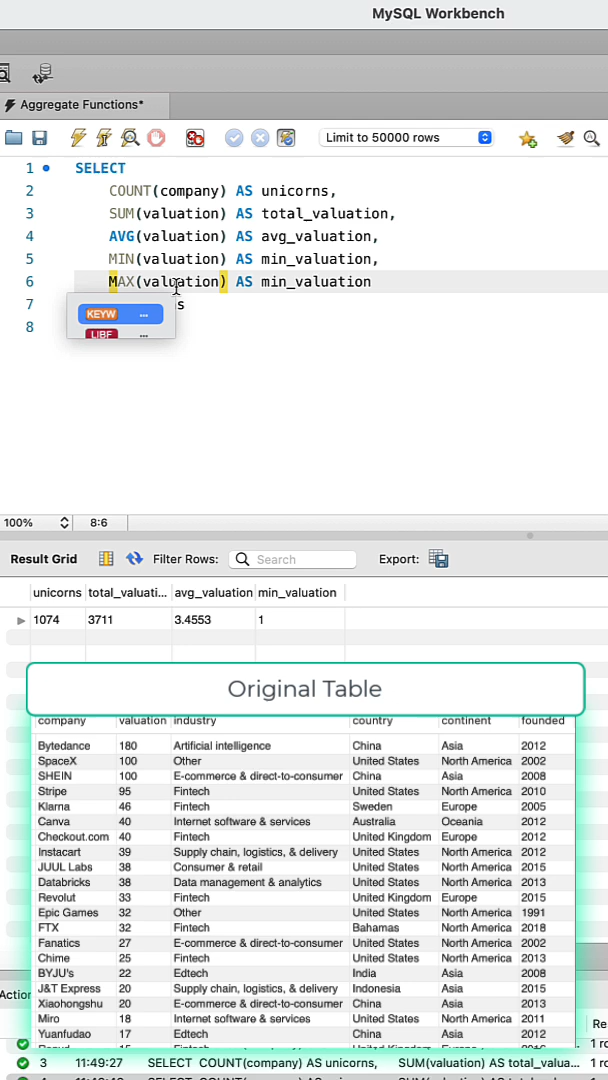 MySQL Workbench
Aggregate Functions*
Limit to 50000 rows
1 SELECT
2 COUNT(company) AS unicorns,
3 SUM(valuation) AS total_valuation,
4 AVG(valuation) AS avg_valuation,
5 MIN(valuation) AS min_valuation,
6 MAX(valuation) AS min_valuation
7 s
8
KEYW ...
LIBF ...
100% 8:6
Result Grid Filter Rows: Search Export:
unicorns total_valuati... avg_valuation min_valuation
1074 3711 3.4553 1
Original Table
company valuation industry country continent founded
Bytedance 180 Artificial intelligence China Asia 2012
SpaceX 100 Other United States North America 2002
SHEIN 100 E-commerce & direct-to-consumer China Asia 2008
Stripe 95 Fintech United States North America 2010
Klarna 46 Fintech Sweden Europe 2005
Canva 40 Internet software & services Australia Oceania 2012
Checkout.com 40 Fintech United Kingdom Europe 2012
Instacart 39 Supply chain, logistics, & delivery United States North America 2012
JUUL Labs 38 Consumer & retail United States North America 2015
Databricks 38 Data management & analytics United States North America 2013
Revolut 33 Fintech United Kingdom Europe 2015
Epic Games 32 Other United States North America 1991
FTX 32 Fintech Bahamas North America 2018
Fanatics 27 E-commerce & direct-to-consumer United States North America 2002
Chime 25 Fintech United States North America 2013
BYJU's 22 Edtech India Asia 2008
J&T Express 20 Supply chain, logistics, & delivery Indonesia Asia 2015
Xiaohongshu 20 E-commerce & direct-to-consumer China Asia 2013
Miro 18 Internet software & services United States North America 2011
Yuanfudao 17 Edtech China Asia 2012
Action
Re
1 ro
3 11:49:27 SELECT COUNT(company) AS unicorns, SUM(valuation) AS total_valua... 1 ro